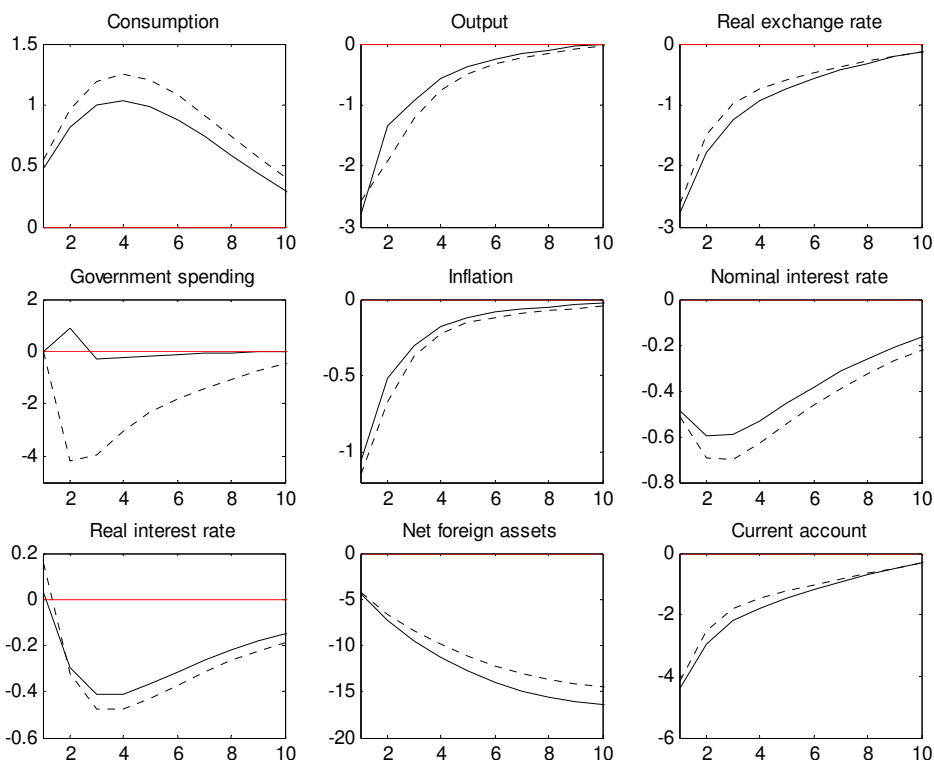 Consumption
1.5
1
0.5
0
2 4 6 8 10
Output
0
-1
-2
-3
2 4 6 8 10
Real exchange rate
0
-1
-2
-3
2 4 6 8 10
Government spending
2
0
-2
-4
2 4 6 8 10
Inflation
0
-0.5
-1
2 4 6 8 10
Nominal interest rate
0
-0.2
-0.4
-0.6
-0.8
2 4 6 8 10
Real interest rate
0.2
0
-0.2
-0.4
-0.6
2 4 6 8 10
Net foreign assets
0
-5
-10
-15
-20
2 4 6 8 10
Current account
0
-2
-4
-6
2 4 6 8 10